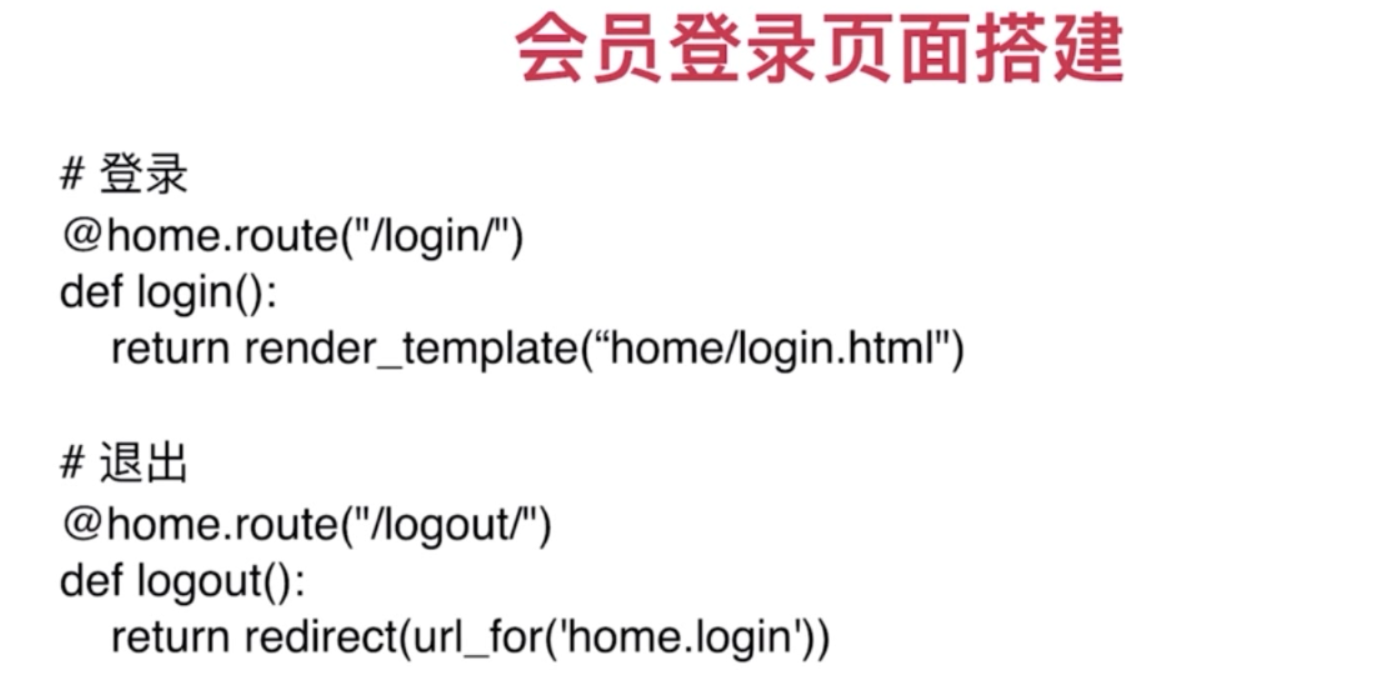 会员登录页面搭建
# 登录
@home.route("/login/")
def login():
    return render_template(“home/login.html")
# 退出
@home.route("/logout/")
def logout():
    return redirect(url_for('home.login'))